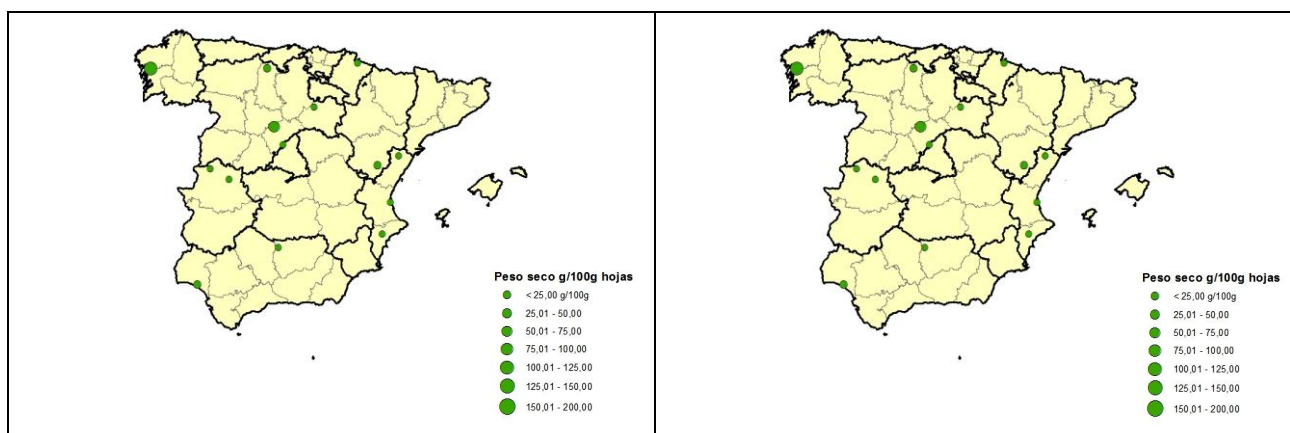 Peso seco g/100g hojas
< 25,00 g/100g
25,01 - 50,00
50,01 - 75,00
75,01 - 100,00
100,01 - 125,00
125,01 - 150,00
150,01 - 200,00
Peso seco g/100g hojas
< 25,00 g/100g
25,01 - 50,00
50,01 - 75,00
75,01 - 100,00
100,01 - 125,00
125,01 - 150,00
150,01 - 200,00